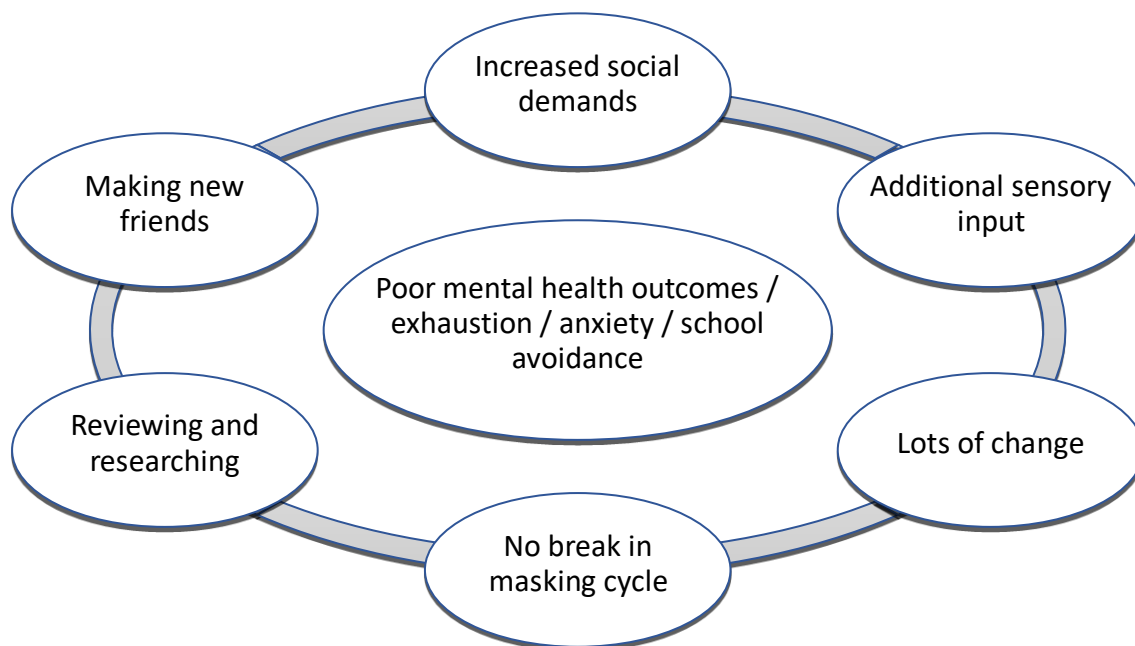 Increased social
demands
Making new
friends
Additional sensory
input
Poor mental health outcomes /
exhaustion / anxiety / school
avoidance
Reviewing and
researching
Lots of change
No break in
masking cycle